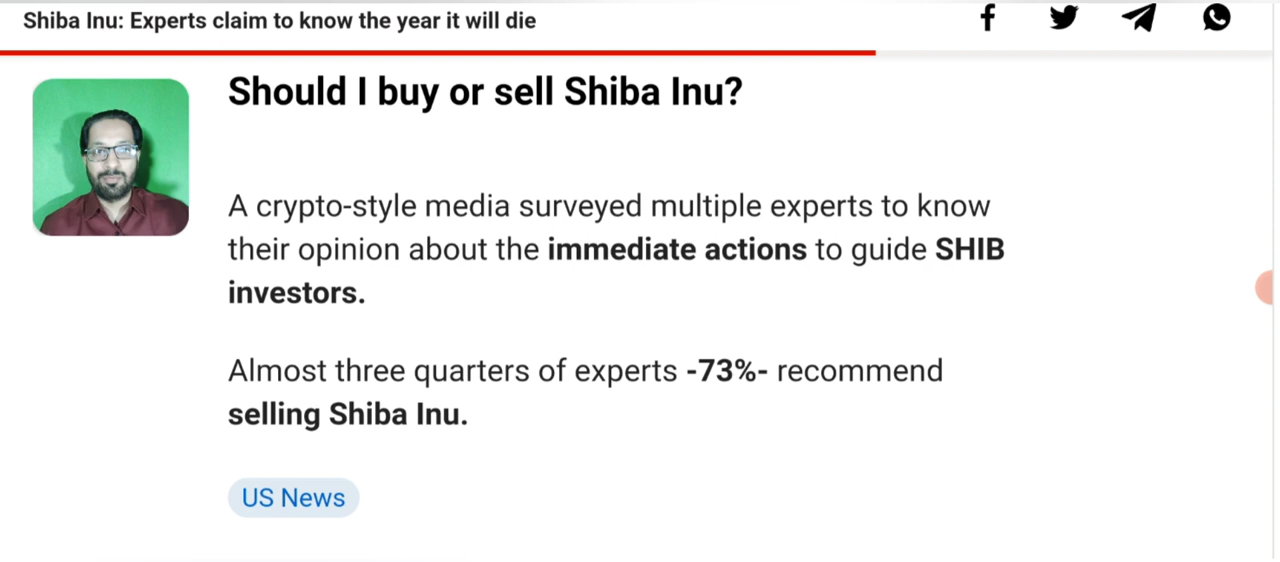 Shiba Inu: Experts claim to know the year it will die
Should I buy or sell Shiba Inu?
A crypto-style media surveyed multiple experts to know
their opinion about the immediate actions to guide SHIB
investors.
Almost three quarters of experts -73%- recommend
selling Shiba Inu.
US News